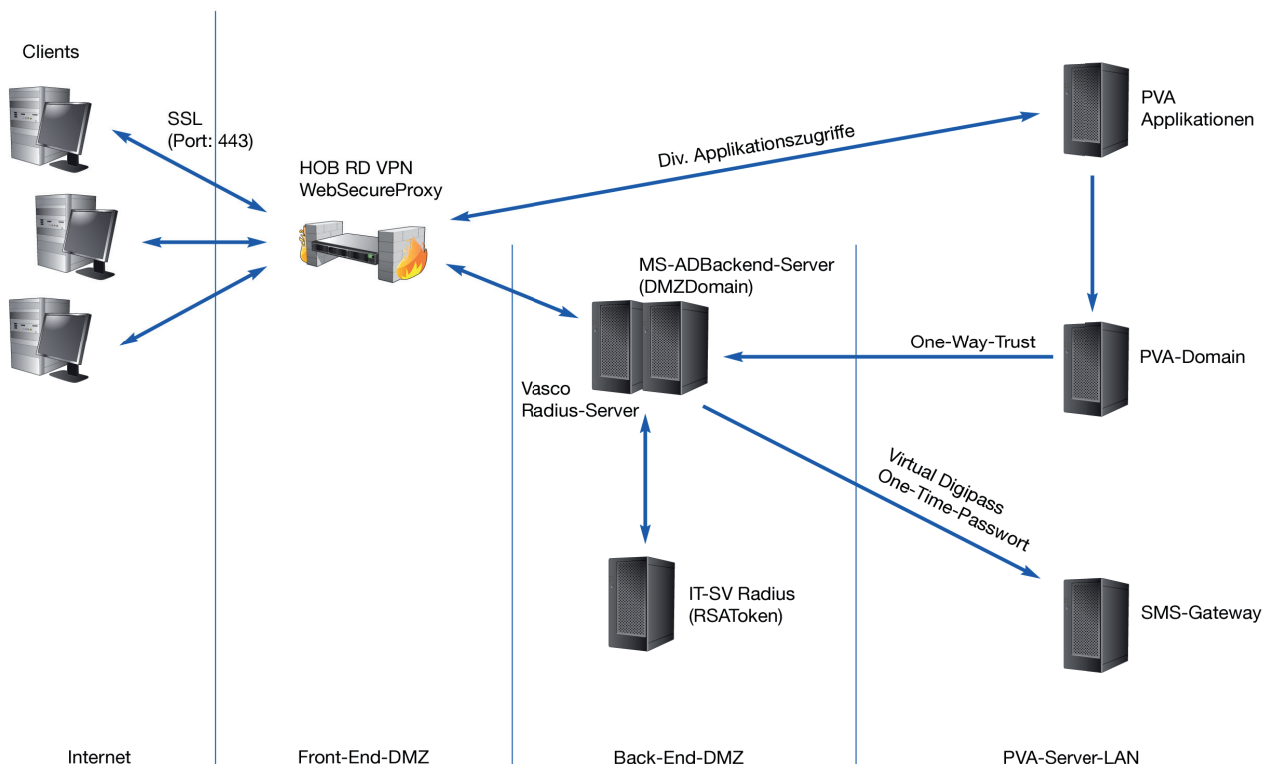 Clients
SSL
(Port: 443)
HOB RD VPN
WebSecureProxy
Div. Applikationszugriffe
PVA
Applikationen
MS-ADBackend-Server
(DMZDomain)
One-Way-Trust
PVA-Domain
Vasco
Radius-Server
Virtual Digipass
One-Time-Passwort
IT-SV Radius
(RSAToken)
SMS-Gateway
Internet
Front-End-DMZ
Back-End-DMZ
PVA-Server-LAN